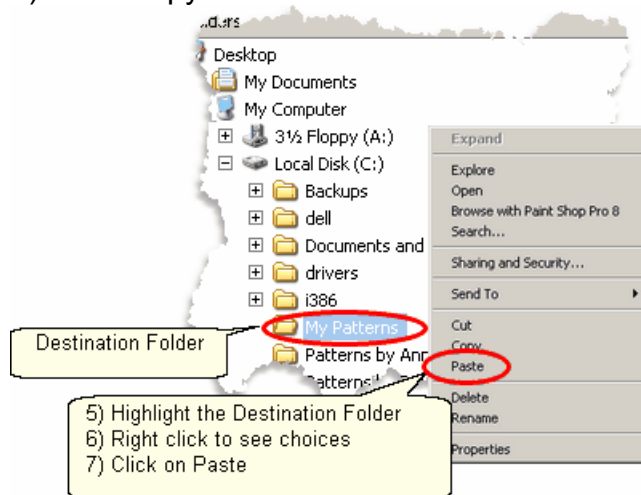 Desktop
My Documents
My Computer
3½ Floppy (A:)
Local Disk (C:)
Backups
dell
Documents and
drivers
i386
My Patterns
Patterns by
Expand
Explore
Open
Browse with Paint Shop Pro 8
Search...
Sharing and Security...
Send To
Cut
Copy
Paste
Delete
Rename
Properties
Destination Folder
5) Highlight the Destination Folder
6) Right click to see choices
7) Click on Paste